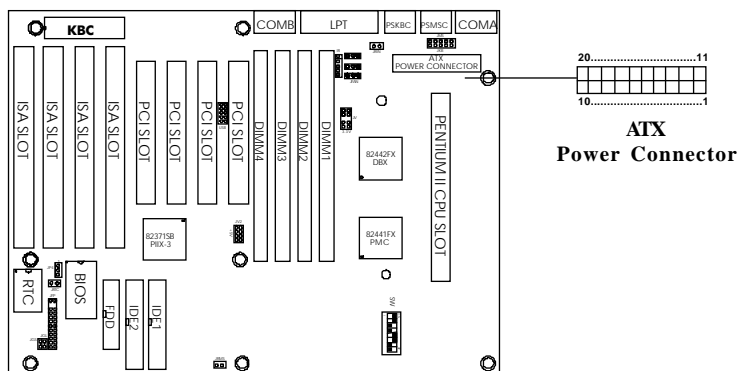 COMB
LPT
PSKBC
PSMSC
COMA
KBC
ATX
POWER CONNECTOR
20..............................11
10..............................1
ATX
Power Connector
ISA SLOT
ISA SLOT
ISA SLOT
ISA SLOT
PCI SLOT
PCI SLOT
PCI SLOT
PCI SLOT
USB
DIMM4
DIMM3
DIMM2
DIMM1
82442FX
DBX
PENTIUM II CPU SLOT
82371SB
PIIX-3
82441FX
PMC
RTC
BIOS
FDD
IDE2
IDE1
SW